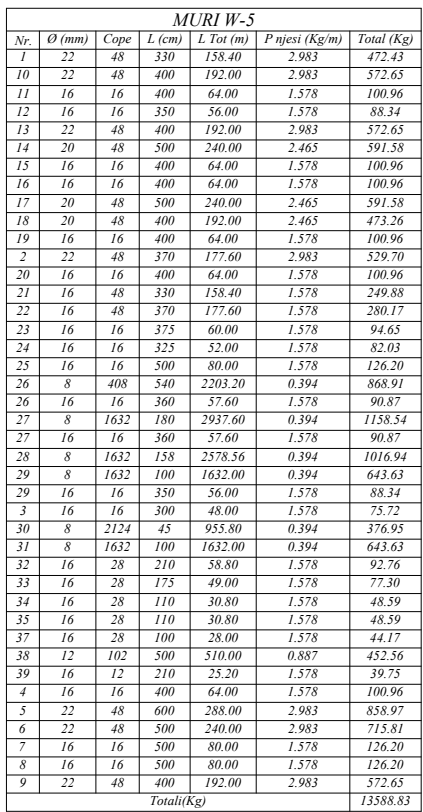 MURI W-5
Nr. Ø (mm) Cope L (cm) L Tot (m) P njesi (Kg/m) Total (Kg)
1 22 48 330 158.40 2.983 472.43
10 22 48 400 192.00 2.983 572.65
11 16 16 400 64.00 1.578 100.96
12 16 16 350 56.00 1.578 88.34
13 22 48 400 192.00 2.983 572.65
14 20 48 500 240.00 2.465 591.58
15 16 16 400 64.00 1.578 100.96
16 16 16 400 64.00 1.578 100.96
17 20 48 500 240.00 2.465 591.58
18 20 48 400 192.00 2.465 473.26
19 16 16 400 64.00 1.578 100.96
2 22 48 370 177.60 2.983 529.70
20 16 16 400 64.00 1.578 100.96
21 16 48 330 158.40 1.578 249.88
22 16 48 370 177.60 1.578 280.17
23 16 16 375 60.00 1.578 94.65
24 16 16 325 52.00 1.578 82.03
25 16 16 500 80.00 1.578 126.20
26 8 408 540 2203.20 0.394 868.91
26 16 16 360 57.60 1.578 90.87
27 8 1632 180 2937.60 0.394 1158.54
27 16 16 360 57.60 1.578 90.87
28 8 1632 158 2578.56 0.394 1016.94
29 8 1632 100 1632.00 0.394 643.63
29 16 16 350 56.00 1.578 88.34
3 16 16 300 48.00 1.578 75.72
30 8 2124 45 955.80 0.394 376.95
31 8 1632 100 1632.00 0.394 643.63
32 16 28 210 58.80 1.578 92.76
33 16 28 175 49.00 1.578 77.30
34 16 28 110 30.80 1.578 48.59
35 16 28 110 30.80 1.578 48.59
37 16 28 100 28.00 1.578 44.17
38 12 102 500 510.00 0.887 452.56
39 16 12 210 25.20 1.578 39.75
4 16 16 400 64.00 1.578 100.96
5 22 48 600 288.00 2.983 858.97
6 22 48 500 240.00 2.983 715.81
7 16 16 500 80.00 1.578 126.20
8 16 16 500 80.00 1.578 126.20
9 22 48 400 192.00 2.983 572.65
Totali(Kg) 13588.83